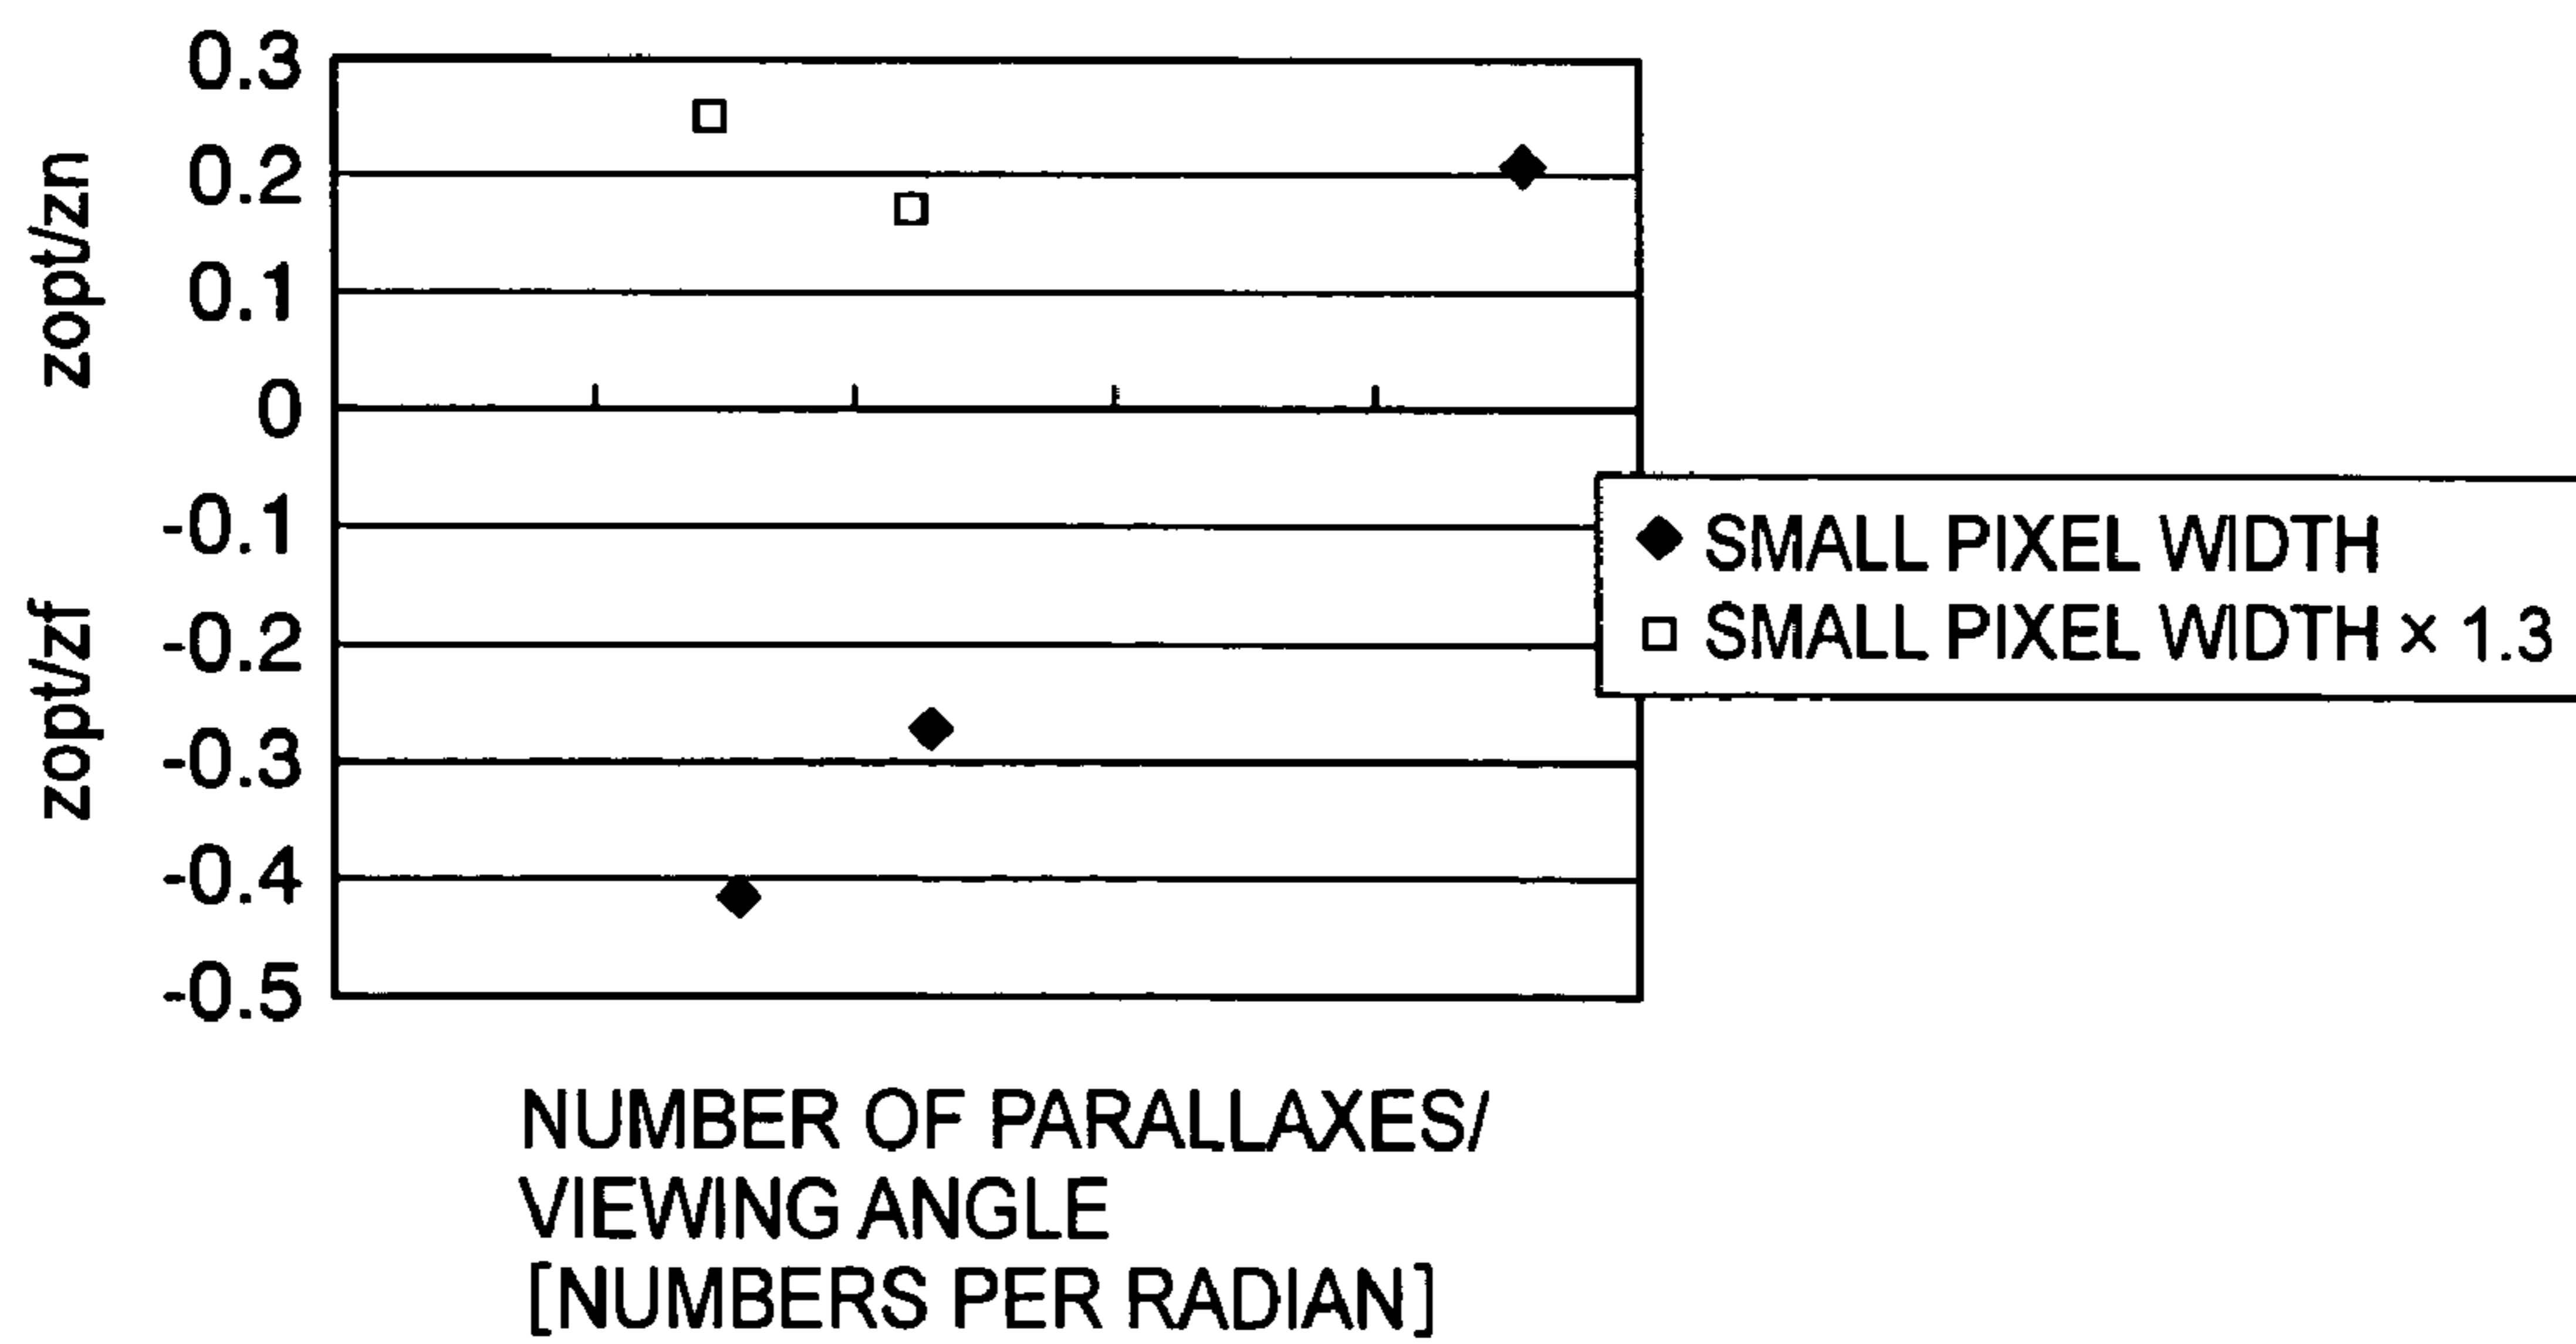 0.3
0.2
0.1
0
-0.1
-0.2
-0.3
-0.4
-0.5
zopt/zn
zopt/zf
◆ SMALL PIXEL WIDTH
□ SMALL PIXEL WIDTH × 1.3
NUMBER OF PARALLAXES/
VIEWING ANGLE
[NUMBERS PER RADIAN]